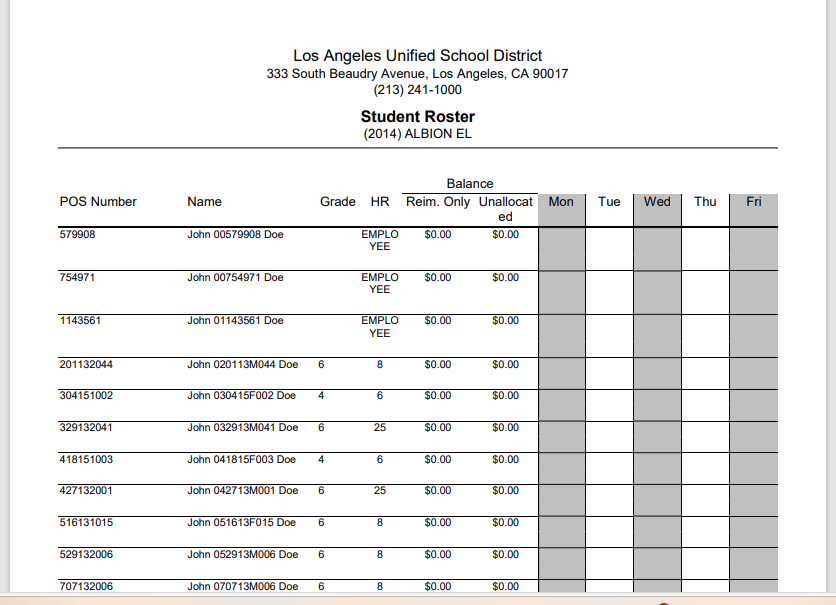 Los Angeles Unified School District
333 South Beaudry Avenue, Los Angeles, CA 90017
(213) 241-1000
Student Roster
(2014) ALBION EL
Balance
POS Number Name Grade HR Reim. Only Unallocat Mon Tue Wed Thu Fri
ed
579908 John 00579908 Doe EMPLO $0.00 $0.00
YEE
754971 John 00754971 Doe EMPLO $0.00 $0.00
YEE
1143561 John 01143561 Doe EMPLO $0.00 $0.00
YEE
201132044 John 020113M044 Doe 6 8 $0.00 $0.00
304151002 John 030415F002 Doe 4 6 $0.00 $0.00
329132041 John 032913M041 Doe 6 25 $0.00 $0.00
418151003 John 041815F003 Doe 4 6 $0.00 $0.00
427132001 John 042713M001 Doe 6 25 $0.00 $0.00
516131015 John 051613F015 Doe 6 8 $0.00 $0.00
529132006 John 052913M006 Doe 6 8 $0.00 $0.00
707132006 John 070713M006 Doe 6 8 $0.00 $0.00